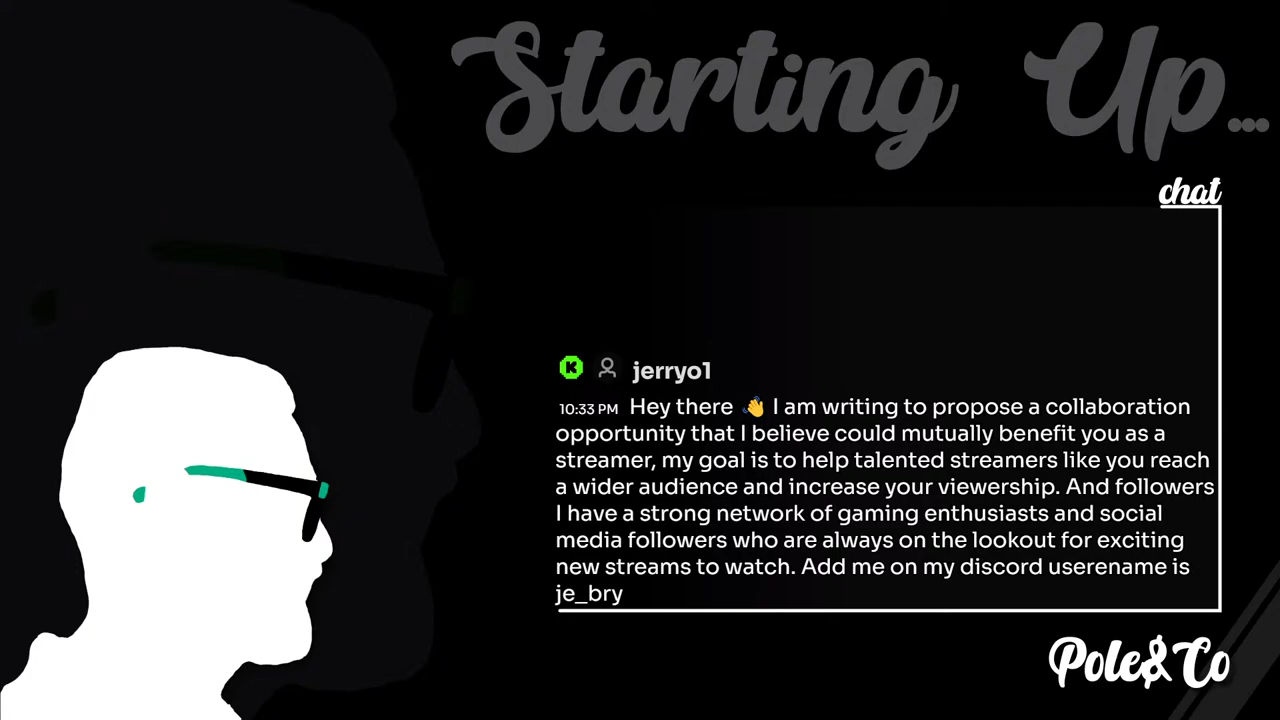 Starting Up...
chat
jerryo1
10:33 PM Hey there 👋 I am writing to propose a collaboration
opportunity that I believe could mutually benefit you as a
streamer, my goal is to help talented streamers like you reach
a wider audience and increase your viewership. And followers
I have a strong network of gaming enthusiasts and social
media followers who are always on the lookout for exciting
new streams to watch. Add me on my discord userename is
je_bry
Pole&Co